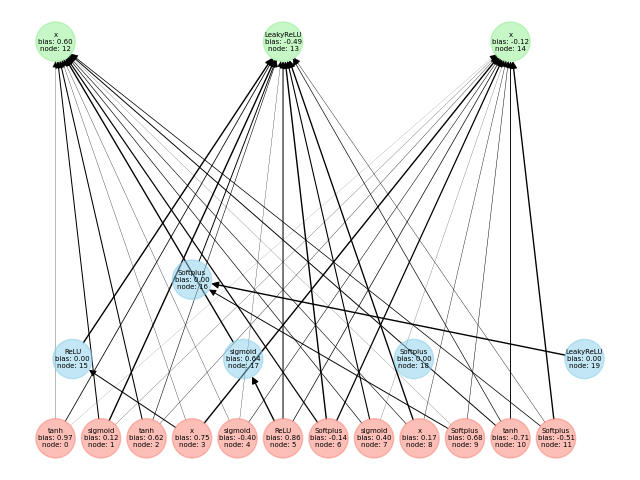 x
bias: 0.60
node: 12
LeakyReLU
bias: -0.49
node: 13
x
bias: -0.12
node: 14
Softplus
bias: 0.00
node: 16
ReLU
bias: 0.00
node: 15
sigmoid
bias: 0.64
node: 17
Softplus
bias: 0.00
node: 18
LeakyReLU
bias: 0.00
node: 19
tanh
bias: 0.97
node: 0
sigmoid
bias: 0.12
node: 1
tanh
bias: 0.62
node: 2
x
bias: 0.75
node: 3
sigmoid
bias: -0.40
node: 4
ReLU
bias: 0.86
node: 5
Softplus
bias: -0.14
node: 6
sigmoid
bias: 0.40
node: 7
x
bias: 0.17
node: 8
Softplus
bias: 0.68
node: 9
tanh
bias: -0.71
node: 10
Softplus
bias: -0.51
node: 11